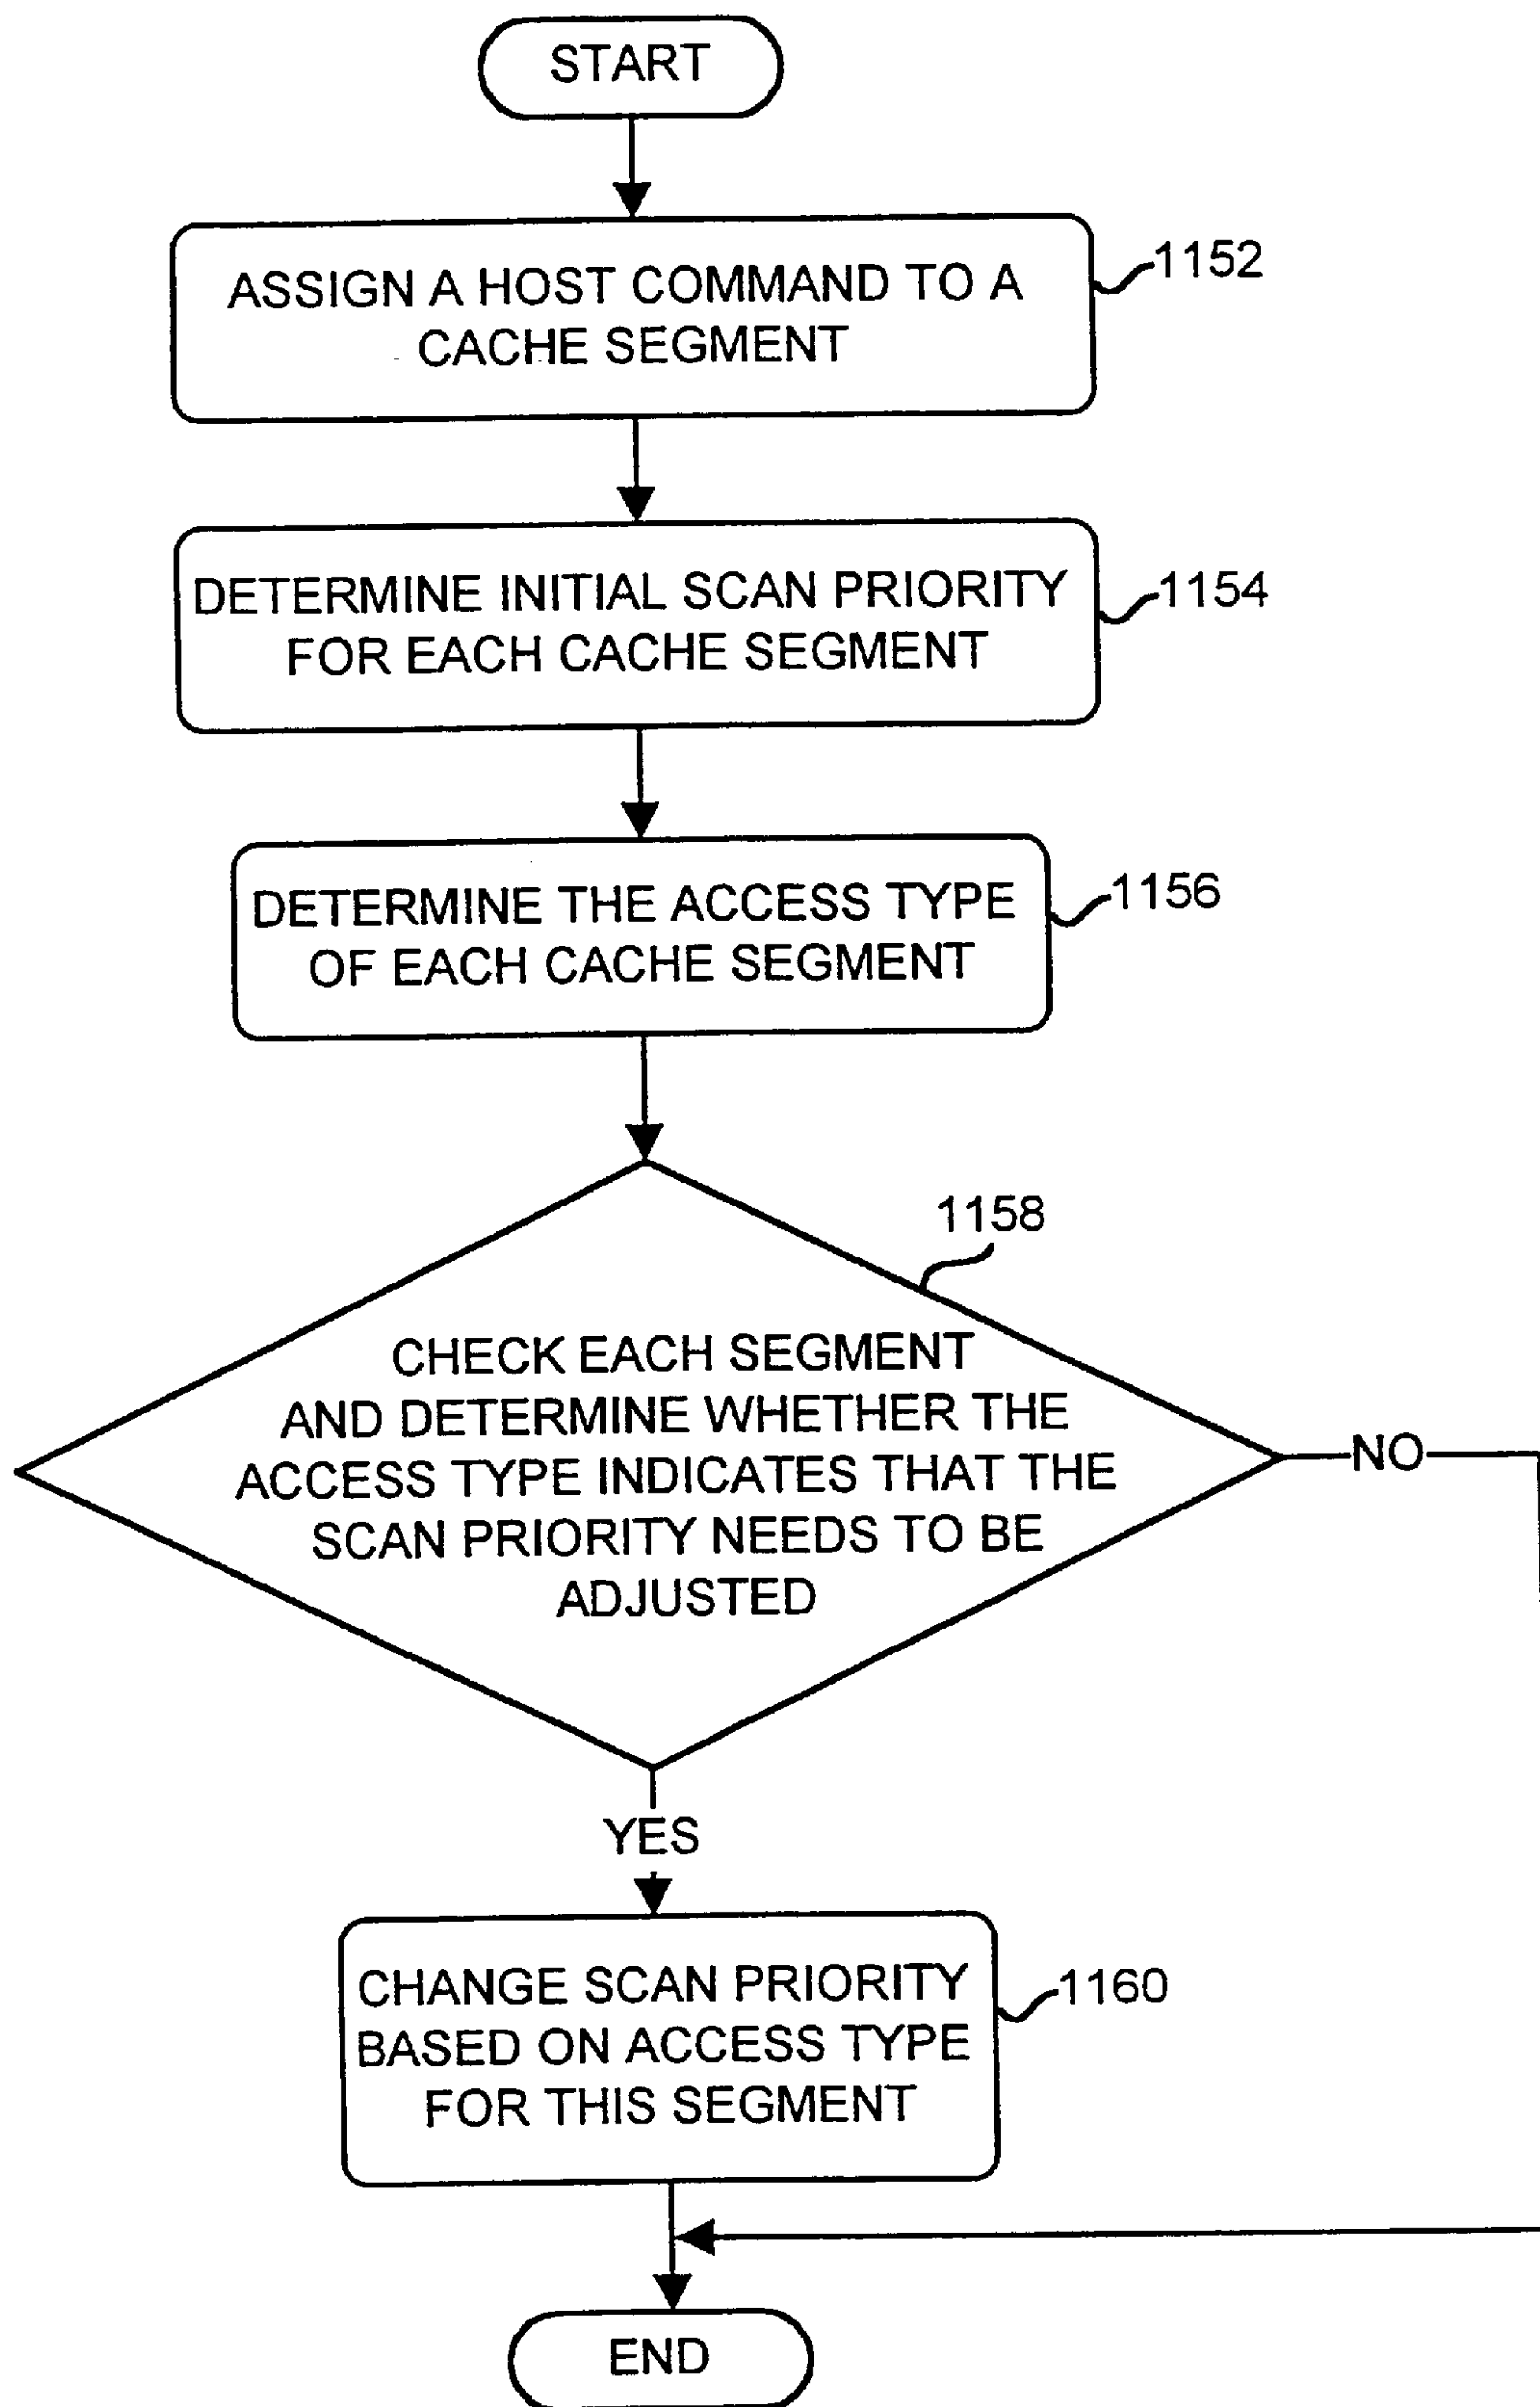 START
ASSIGN A HOST COMMAND TO A
CACHE SEGMENT
1152
DETERMINE INITIAL SCAN PRIORITY
FOR EACH CACHE SEGMENT
1154
DETERMINE THE ACCESS TYPE
OF EACH CACHE SEGMENT
1156
1158
CHECK EACH SEGMENT
AND DETERMINE WHETHER THE
ACCESS TYPE INDICATES THAT THE
SCAN PRIORITY NEEDS TO BE
ADJUSTED
NO
YES
CHANGE SCAN PRIORITY
BASED ON ACCESS TYPE
FOR THIS SEGMENT
1160
END